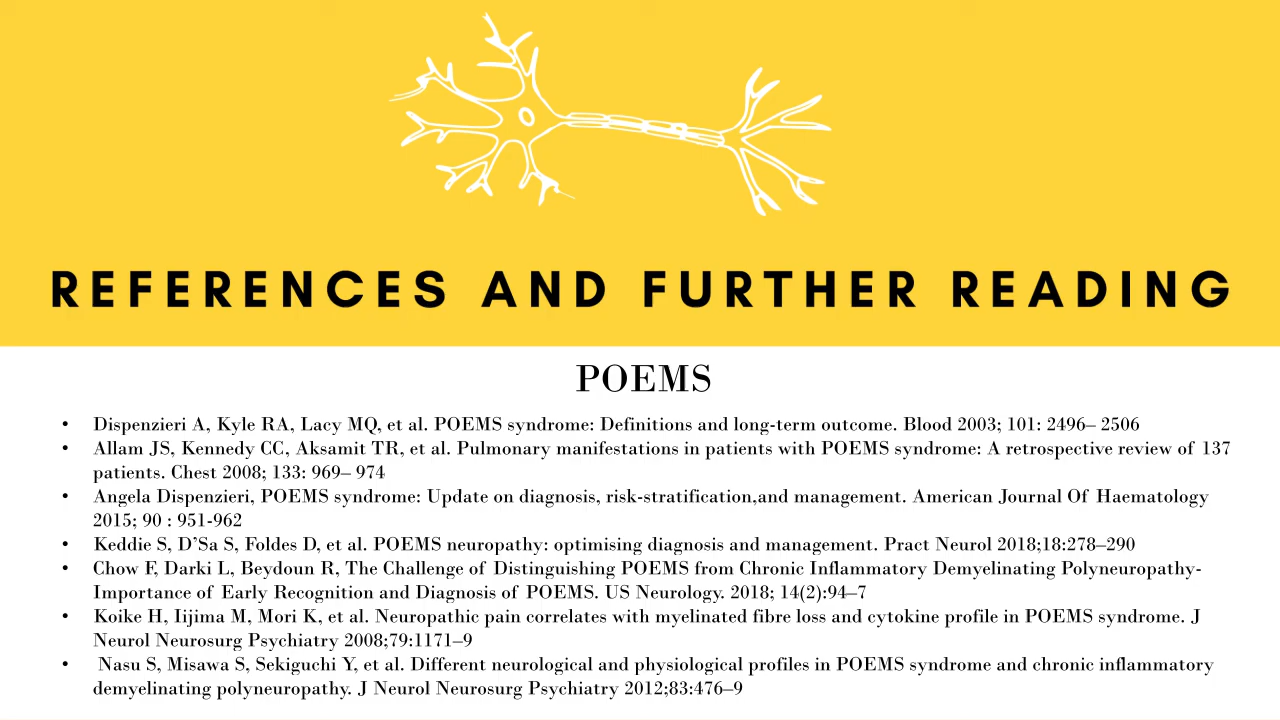 REFERENCES AND FURTHER READING
POEMS
• Dispenzieri A, Kyle RA, Lacy MQ, et al. POEMS syndrome: Definitions and long-term outcome. Blood 2003; 101: 2496– 2506
• Allam JS, Kennedy CC, Aksamit TR, et al. Pulmonary manifestations in patients with POEMS syndrome: A retrospective review of 137
patients. Chest 2008; 133: 969– 974
• Angela Dispenzieri, POEMS syndrome: Update on diagnosis, risk-stratification,and management. American Journal Of Haematology
2015; 90 : 951-962
• Keddie S, D’Sa S, Foldes D, et al. POEMS neuropathy: optimising diagnosis and management. Pract Neurol 2018;18:278–290
• Chow F, Darki L, Beydoun R, The Challenge of Distinguishing POEMS from Chronic Inflammatory Demyelinating Polyneuropathy-
Importance of Early Recognition and Diagnosis of POEMS. US Neurology. 2018; 14(2):94–7
• Koike H, Iijima M, Mori K, et al. Neuropathic pain correlates with myelinated fibre loss and cytokine profile in POEMS syndrome. J
Neurol Neurosurg Psychiatry 2008;79:1171–9
• Nasu S, Misawa S, Sekiguchi Y, et al. Different neurological and physiological profiles in POEMS syndrome and chronic inflammatory
demyelinating polyneuropathy. J Neurol Neurosurg Psychiatry 2012;83:476–9